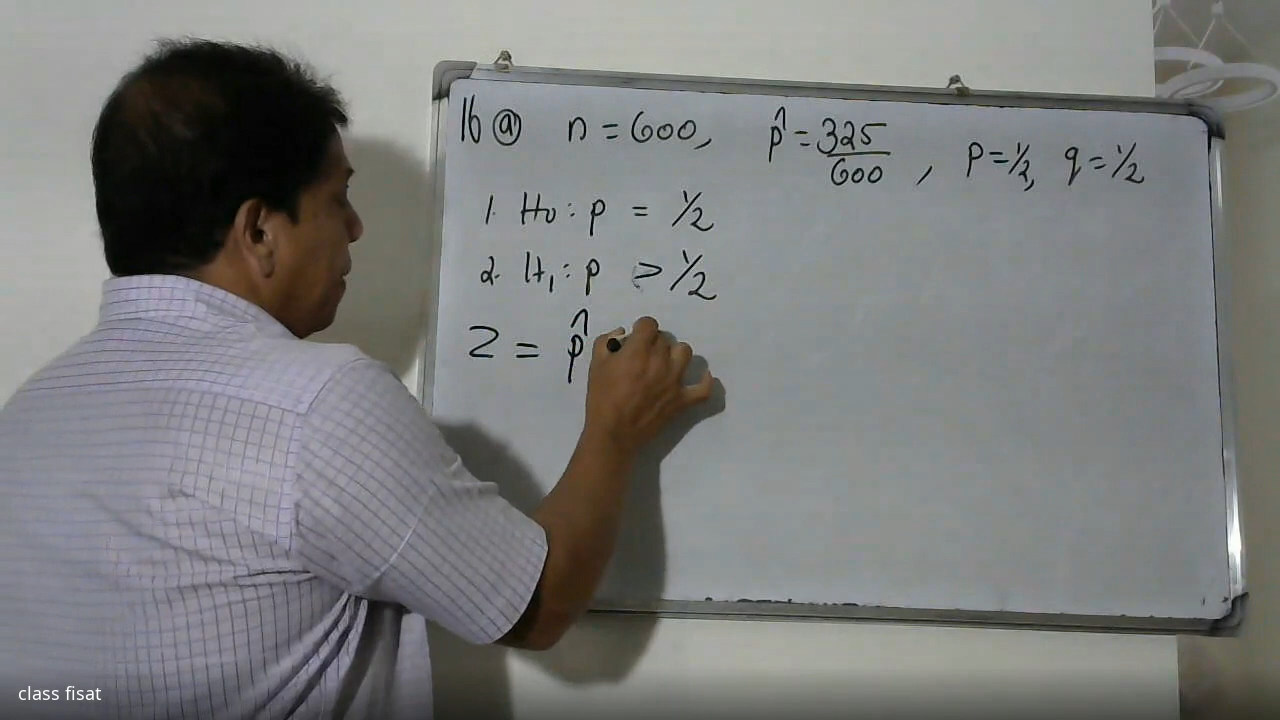 16 ⓐ n = 600, p̂ = 325/600, p = 1/2, q = 1/2
1. H0 : p = 1/2
2. H1 : p > 1/2
Z = p̂
class fisat